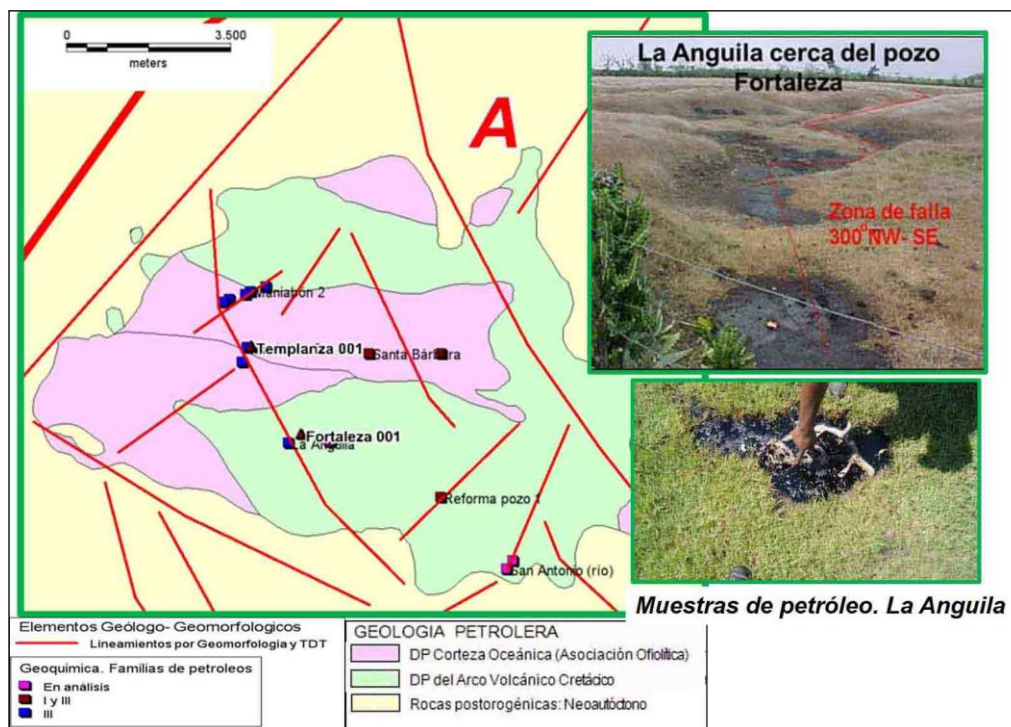 0 3.500
meters
A
Maniabon 2
Templanza 001
Santa Bárbara
Fortaleza 001
La Anguila
Reforma pozo 1
San Antonio (río)
La Anguila cerca del pozo
Fortaleza
Zona de falla
300°NW- SE
Muestras de petróleo. La Anguila
Elementos Geólogo- Geomorfologicos
Lineamientos por Geomorfología y TDT
Geoquimica. Familias de petroleos
En análisis
I y III
III
GEOLOGIA PETROLERA
DP Corteza Oceánica (Asociación Ofiolítica)
DP del Arco Volcánico Cretácico
Rocas postorogénicas: Neoautóctono